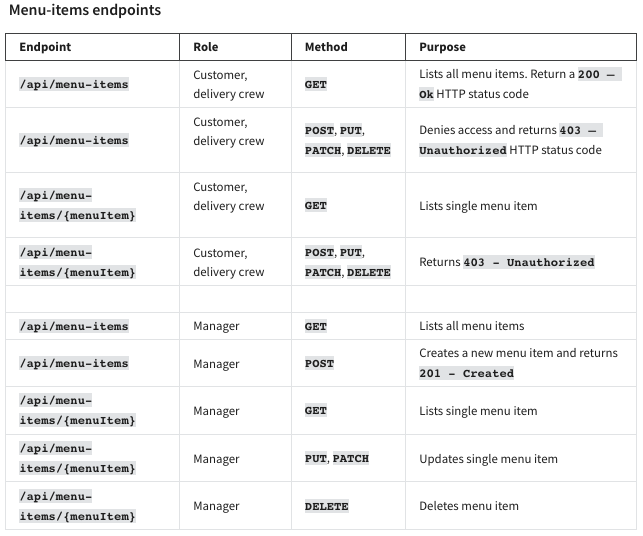 Menu-items endpoints
Endpoint Role Method Purpose
/api/menu-items Customer, delivery crew GET Lists all menu items. Return a 200 – Ok HTTP status code
/api/menu-items Customer, delivery crew POST, PUT, PATCH, DELETE Denies access and returns 403 – Unauthorized HTTP status code
/api/menu-items/{menuItem} Customer, delivery crew GET Lists single menu item
/api/menu-items/{menuItem} Customer, delivery crew POST, PUT, PATCH, DELETE Returns 403 - Unauthorized
/api/menu-items Manager GET Lists all menu items
/api/menu-items Manager POST Creates a new menu item and returns 201 - Created
/api/menu-items/{menuItem} Manager GET Lists single menu item
/api/menu-items/{menuItem} Manager PUT, PATCH Updates single menu item
/api/menu-items/{menuItem} Manager DELETE Deletes menu item